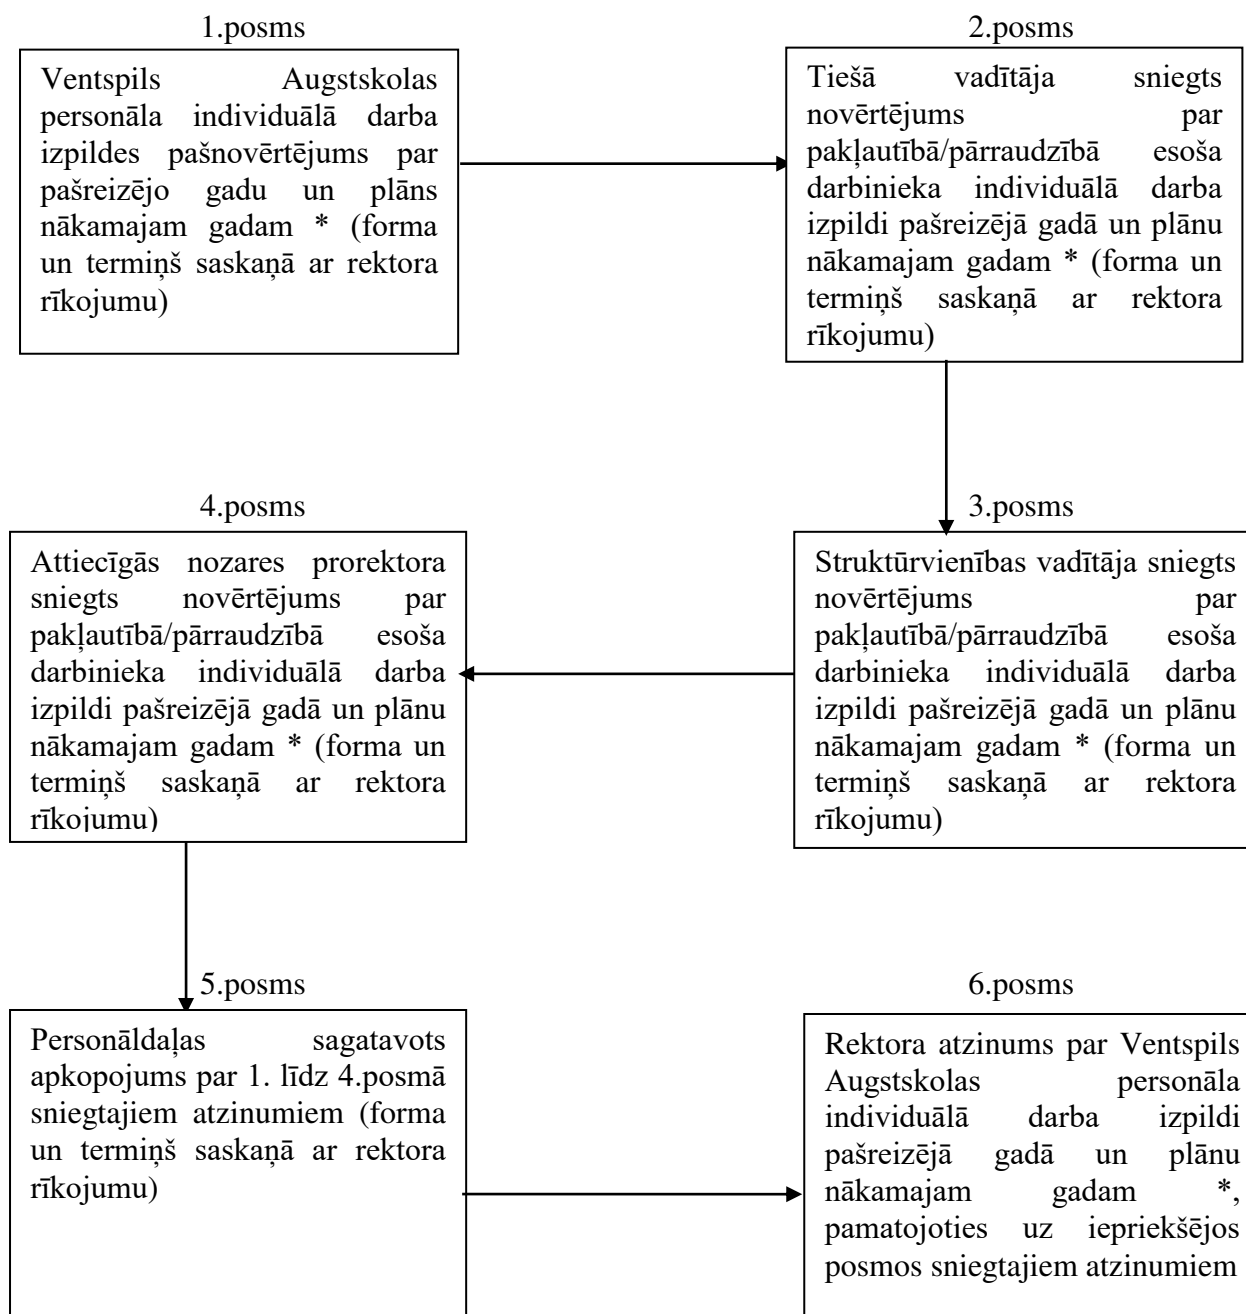 1.posms
Ventspils Augstskolas
personāla individuālā darba
izpildes pašnovērtējums par
pašreizējo gadu un plāns
nākamajam gadam * (forma
un termiņš saskaņā ar rektora
rīkojumu)
2.posms
Tiešā vadītāja sniegts
novērtējums par
pakļautībā/pārraudzībā esoša
darbinieka individuālā darba
izpildi pašreizējā gadā un plānu
nākamajam gadam * (forma un
termiņš saskaņā ar rektora
rīkojumu)
3.posms
Struktūrvienības vadītāja sniegts
novērtējums par
pakļautībā/pārraudzībā esoša
darbinieka individuālā darba
izpildi pašreizējā gadā un plānu
nākamajam gadam * (forma un
termiņš saskaņā ar rektora
rīkojumu)
4.posms
Attiecīgās nozares prorektora
sniegts novērtējums par
pakļautībā/pārraudzībā esoša
darbinieka individuālā darba
izpildi pašreizējā gadā un plānu
nākamajam gadam * (forma un
termiņš saskaņā ar rektora
rīkojumu)
5.posms
Personāldaļas sagatavots
apkopojums par 1. līdz 4.posmā
sniegtajiem atzinumiem (forma
un termiņš saskaņā ar rektora
rīkojumu)
6.posms
Rektora atzinums par Ventspils
Augstskolas personāla
individuālā darba izpildi
pašreizējā gadā un plānu
nākamajam gadam *,
pamatojoties uz iepriekšējos
posmos sniegtajiem atzinumiem